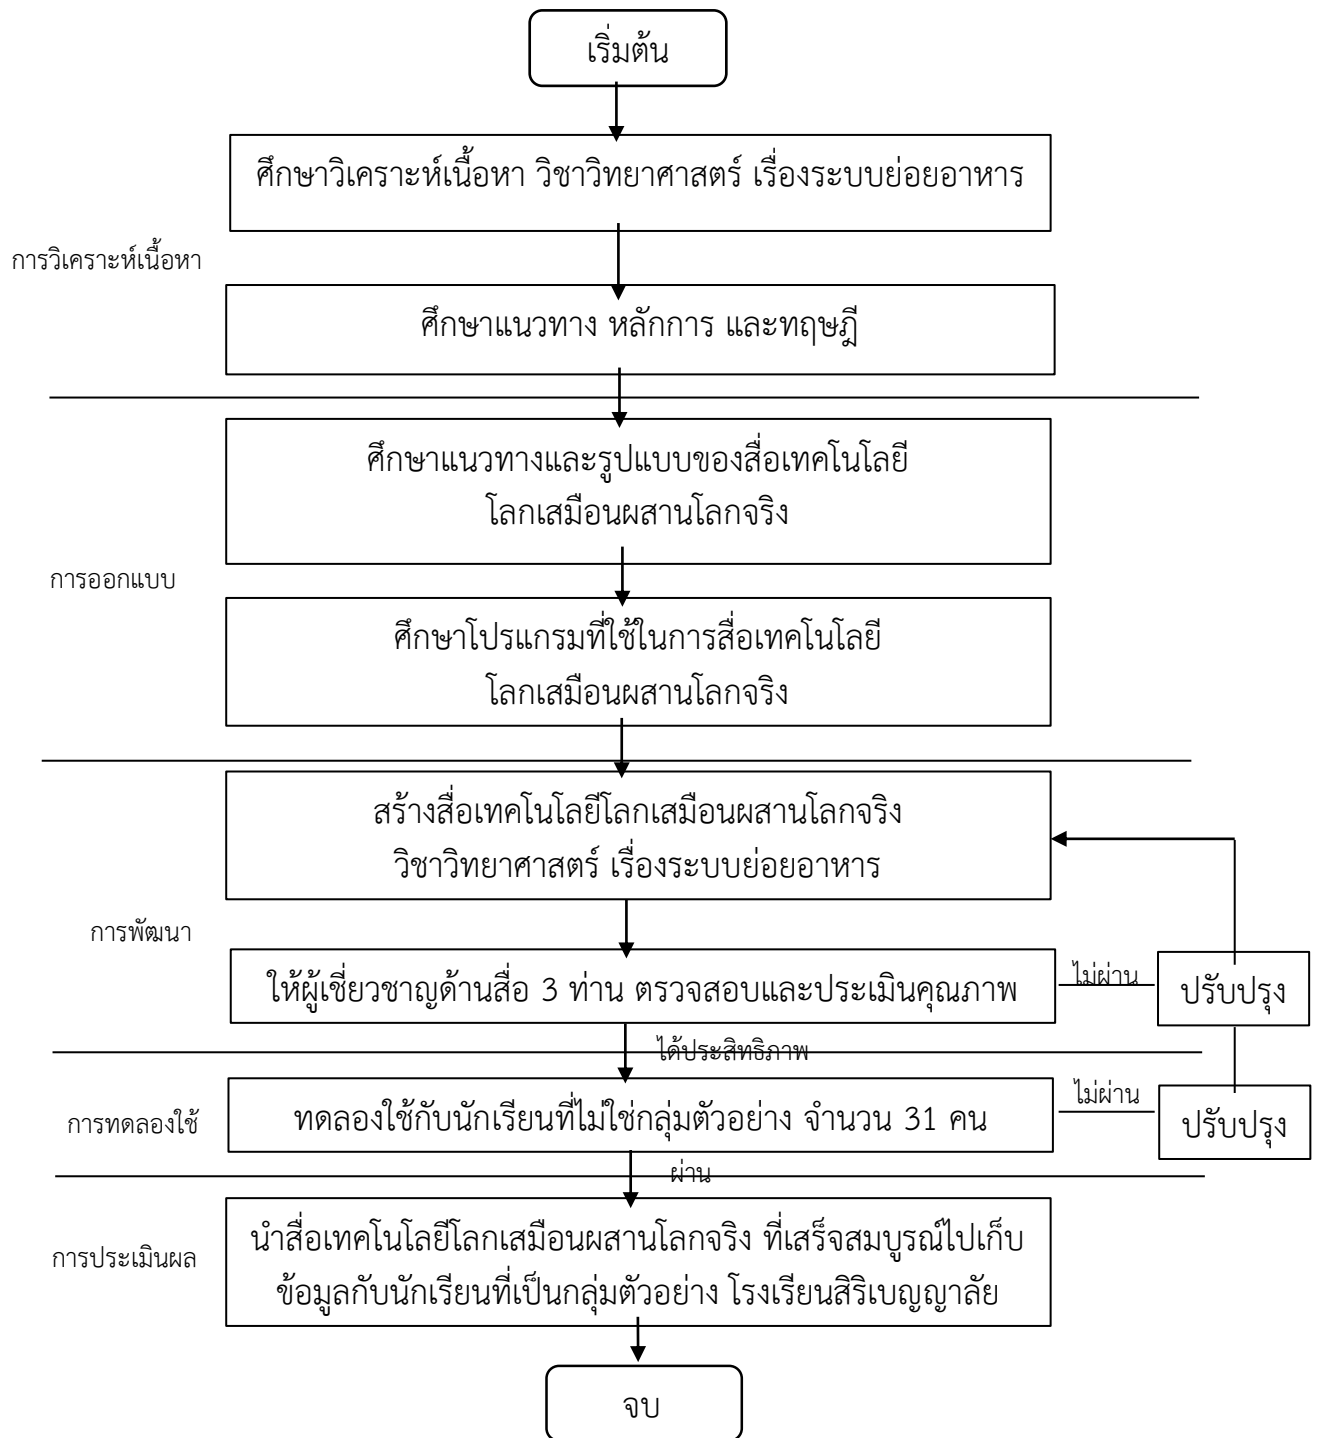 เริ่มต้น
ศึกษาวิเคราะห์เนื้อหา วิชาวิทยาศาสตร์ เรื่องระบบย่อยอาหาร
การวิเคราะห์เนื้อหา
ศึกษาแนวทาง หลักการ และทฤษฎี
ศึกษาแนวทางและรูปแบบของสื่อเทคโนโลยี
โลกเสมือนผสานโลกจริง
การออกแบบ
ศึกษาโปรแกรมที่ใช้ในการสื่อเทคโนโลยี
โลกเสมือนผสานโลกจริง
สร้างสื่อเทคโนโลยีโลกเสมือนผสานโลกจริง
วิชาวิทยาศาสตร์ เรื่องระบบย่อยอาหาร
การพัฒนา
ให้ผู้เชี่ยวชาญด้านสื่อ 3 ท่าน ตรวจสอบและประเมินคุณภาพ
ไม่ผ่าน
ปรับปรุง
ได้ประสิทธิภาพ
การทดลองใช้
ทดลองใช้กับนักเรียนที่ไม่ใช่กลุ่มตัวอย่าง จำนวน 31 คน
ไม่ผ่าน
ปรับปรุง
ผ่าน
การประเมินผล
นำสื่อเทคโนโลยีโลกเสมือนผสานโลกจริง ที่เสร็จสมบูรณ์ไปเก็บ
ข้อมูลกับนักเรียนที่เป็นกลุ่มตัวอย่าง โรงเรียนสิริเบญญาลัย
จบ